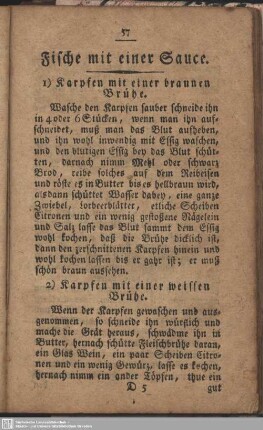 57
Fische mit einer Sauce.
1) Karpfen mit einer braunen
Brühe.
Wasche den Karpfen sauber schneide ihn
in 4 oder 6 Stücken, wenn man ihn auf-
schneidet, muß man das Blut aufheben,
und ihn wohl inwendig mit Essig waschen,
und den blutigen Essig bey das Blut schüt-
ten, darnach nimm Mehl oder schwarz
Brod, reibe solches auf dem Reibeisen
und röste es in Butter bis es hellbraun wird,
alsdann schüttet Wasser dabey, eine ganze
Zwiebel, Lorbeerblätter, etliche Scheiben
Citronen und ein wenig gestoßene Nägelein
und Salz lasse das Blut sammt dem Essig
wohl kochen, daß die Brühe dicklich ist,
dann den zerschnittenen Karpfen hinein und
wohl kochen lassen bis er gahr ist; er muß
schön braun aussehen.
2) Karpfen mit einer weissen
Brühe.
Wenn der Karpfen gewaschen und aus-
genommen, so schneide ihn würflich und
mache die Grät heraus, schwädme ihn in
Butter, hernach schütte Fleischbrühe daran,
ein Glas Wein, ein paar Scheiben Citro-
nen und ein wenig Gewürz, lasse es kochen,
hernach nimm ein ander Töpfen, thue ein
D 5 gut